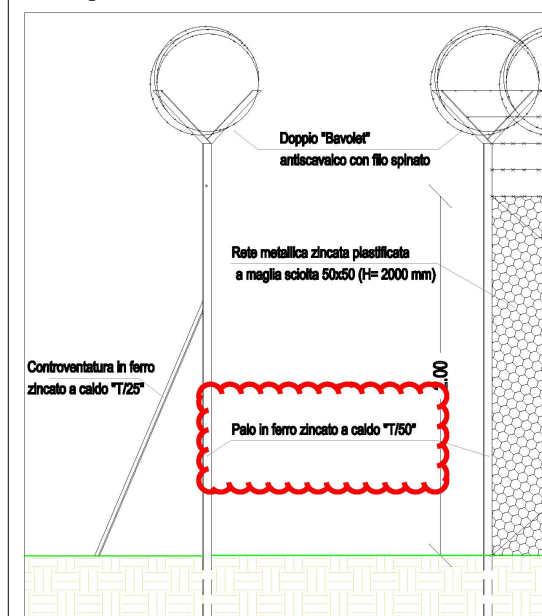 Doppio "Bavolet"
antiscavalco con filo spinato
Rete metallica zincata plastificata
a maglia sciolta 50x50 (H= 2000 mm)
Controventatura in ferro
zincato a caldo "T/25"
Palo in ferro zincato a caldo "T/50"